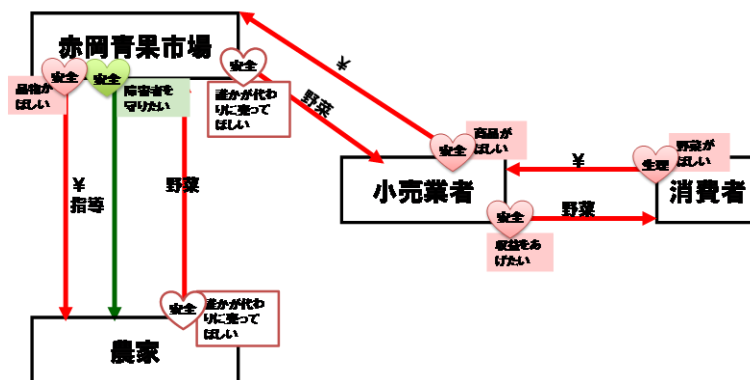 赤岡青果市場
安全
品物が
ほしい
安全
障害者を
守りたい
安全
誰かが代わ
りに売って
ほしい
¥
野菜
¥
指導
野菜
安全
商品が
ほしい
小売業者
安全
収益をあ
げたい
¥
野菜
生理
野菜が
ほしい
消費者
安全
誰かが代わ
りに売って
ほしい
農家